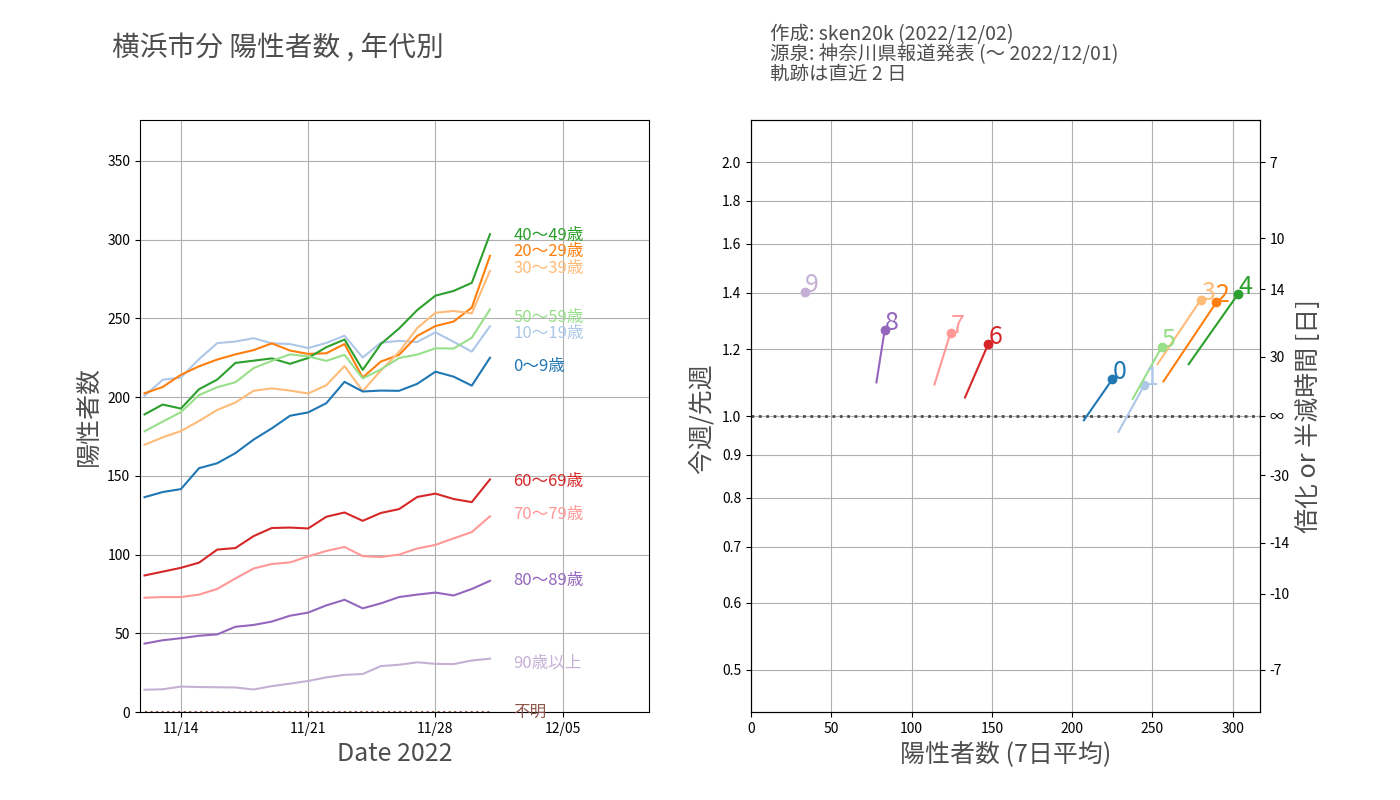 横浜市分 陽性者数 , 年代別
作成: sken20k (2022/12/02)
源泉: 神奈川県報道発表 (～ 2022/12/01)
軌跡は直近 2 日
陽性者数
350
300
250
200
150
100
50
0
11/14
11/21
11/28
12/05
Date 2022
40～49歳
20～29歳
30～39歳
50～59歳
10～19歳
0～9歳
60～69歳
70～79歳
80～89歳
90歳以上
不明
今週/先週
2.0
1.8
1.6
1.4
1.2
1.0
0.9
0.8
0.7
0.6
0.5
9
8
7
6
0
1
5
3
2
4
0
50
100
150
200
250
300
陽性者数 (7日平均)
7
10
14
30
∞
-30
-14
-10
-7
倍化 or 半減時間 [日]